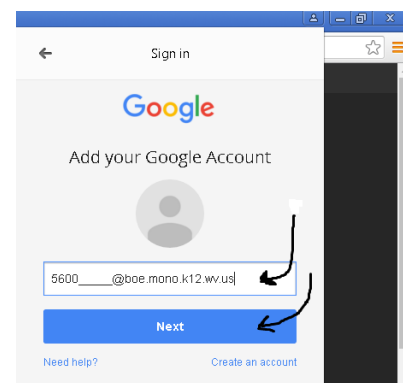 Sign in
Google
Add your Google Account
5600_____@boe.mono.k12.wv.us
Next
Need help? Create an account